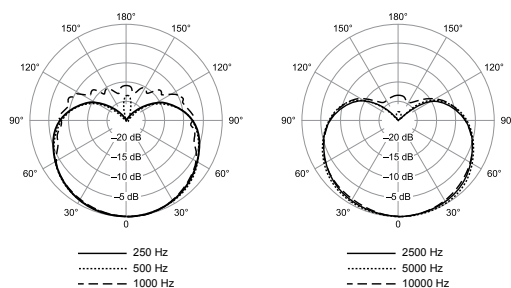 180°
150° 150°
120° 120°
90° 90°
60° 60°
30° 30°
0
–20 dB
–15 dB
–10 dB
–5 dB
250 Hz
500 Hz
1000 Hz
180°
150° 150°
120° 120°
90° 90
60° 60°
30° 30°
0
–20 dB
–15 dB
–10 dB
–5 dB
2500 Hz
5000 Hz
10000 Hz